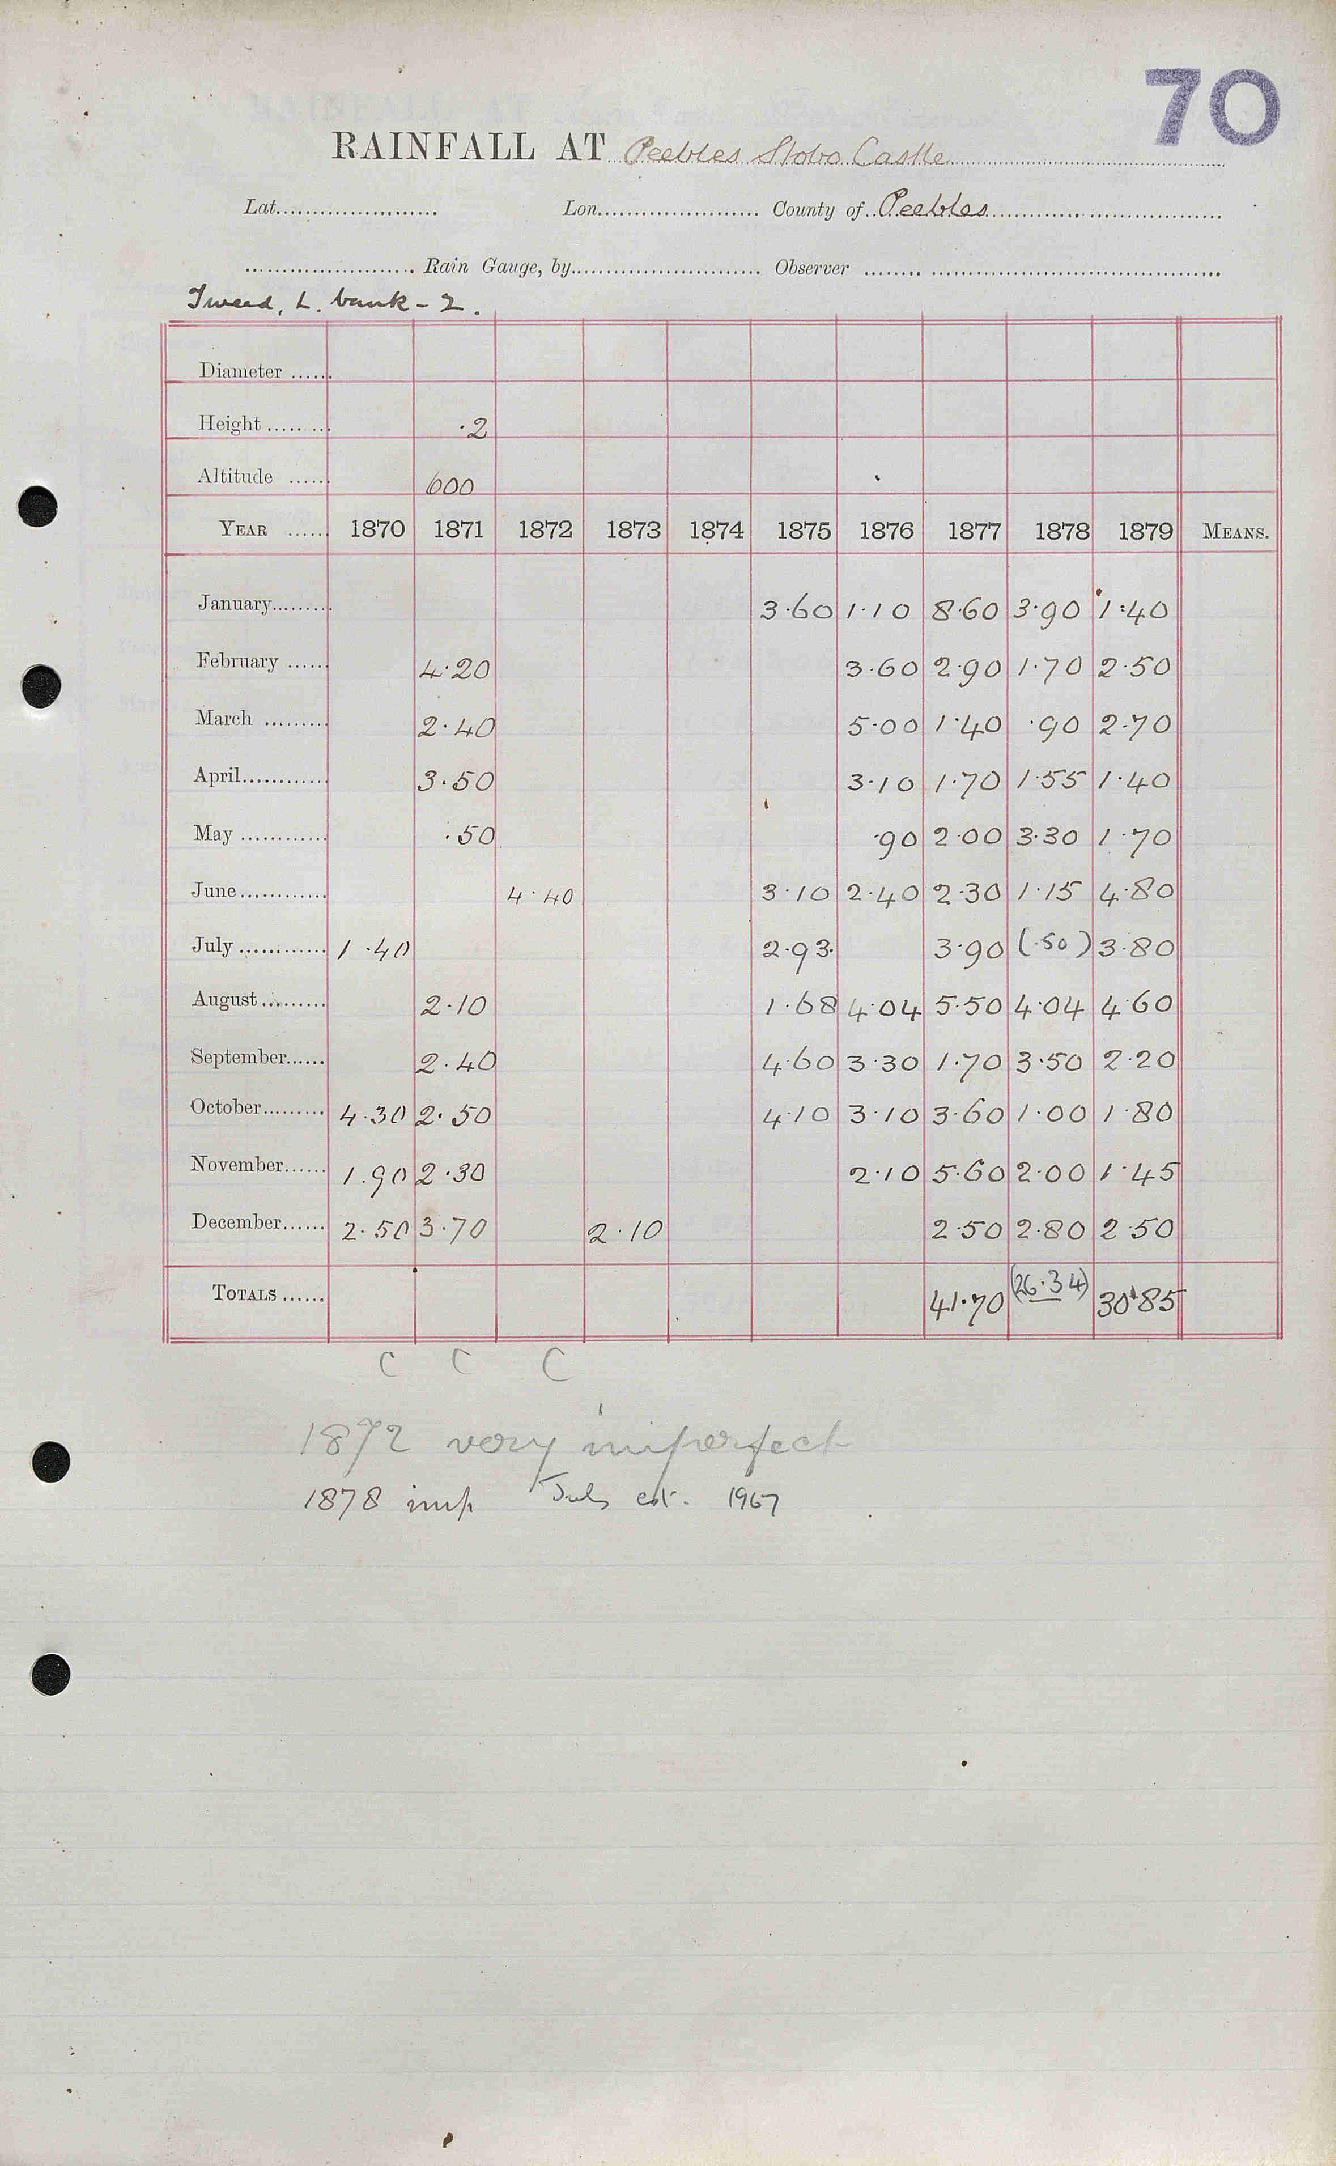 70
RAINFALL AT Peebles Stobo Castle
Lat. Lon. County of Peebles
Rain Gauge, by Observer
Tweed, L. bank - 2.
Diameter
Height ·2
Altitude 600
YEAR 1870 1871 1872 1873 1874 1875 1876 1877 1878 1879 MEANS.
January 3·60 1·10 8·60 3·90 1·40
February 4·20 3·60 2·90 1·70 2·50
March 2·40 5·00 1·40 ·90 2·70
April 3·50 3·10 1·70 1·55 1·40
May ·50 ·90 2·00 3·30 1·70
June 4·40 3·10 2·40 2·30 1·15 4·80
July 1·40 2·93 3·90 (·50) 3·80
August 2·10 1·68 4·04 5·50 4·04 4·60
September 2·40 4·60 3·30 1·70 3·50 2·20
October 4·30 2·50 4·10 3·10 3·60 1·00 1·80
November 1·90 2·30 2·10 5·60 2·00 1·45
December 2·50 3·70 2·10 2·50 2·80 2·50
TOTALS 41·70 (26·34) 30·85
C C C
1872 very imperfect
1878 imp July est. 1967